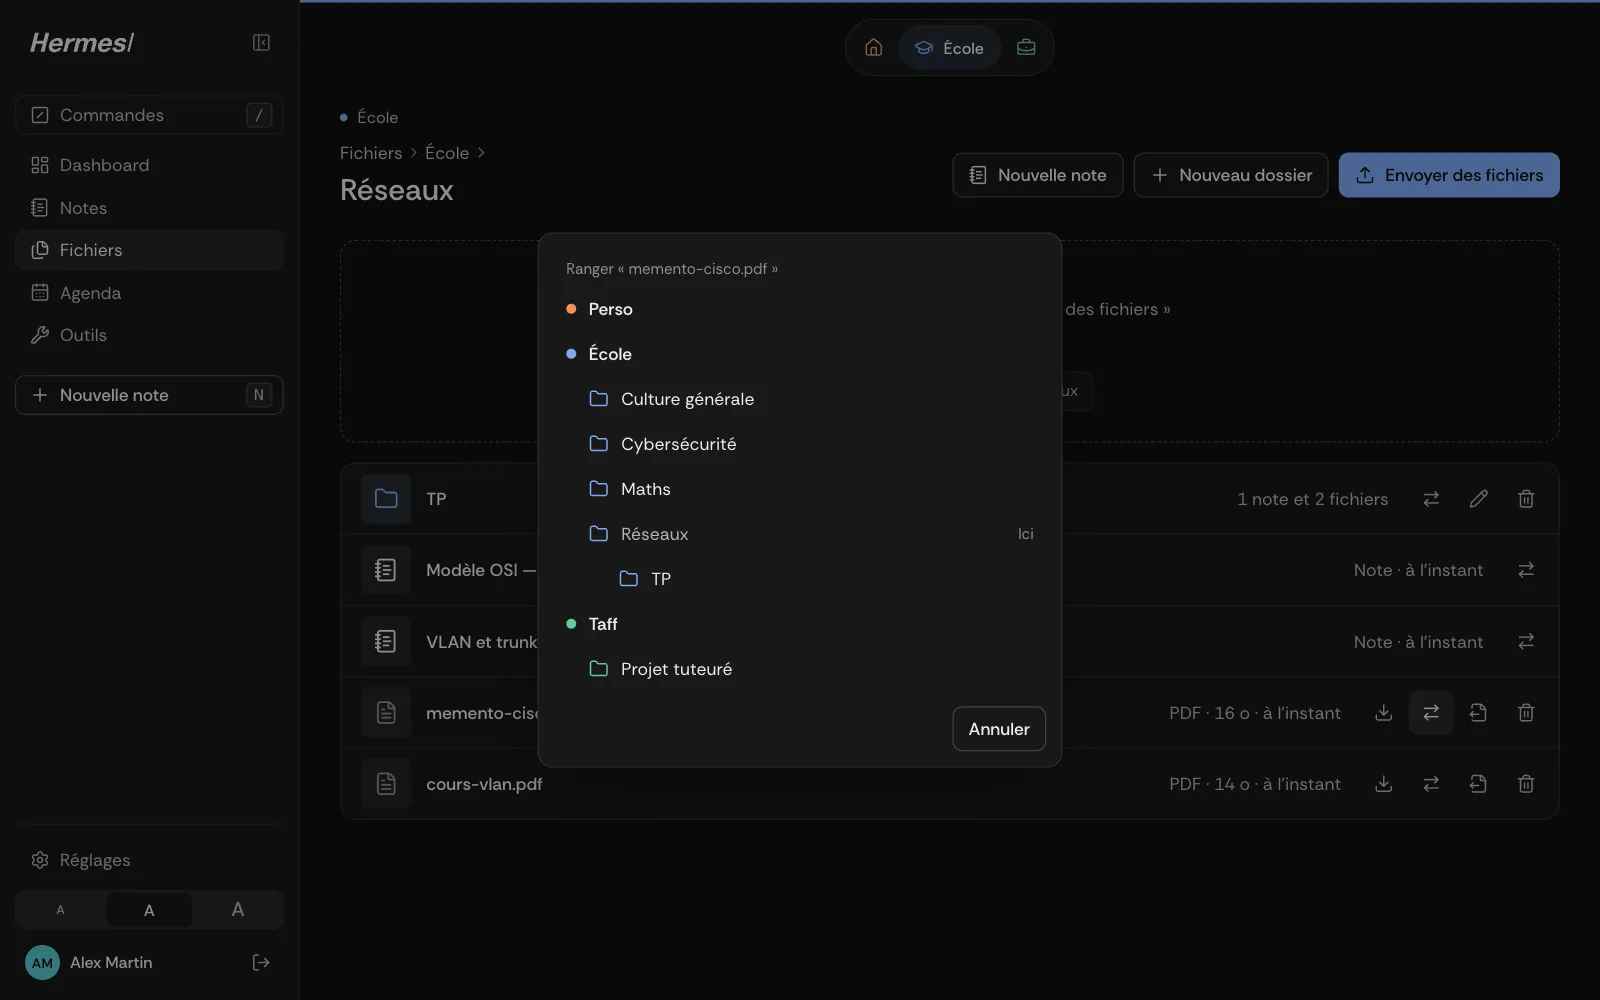 Hermes/
Commandes /
Dashboard
Notes
Fichiers
Agenda
Outils
Nouvelle note N
Réglages
A A A
AM Alex Martin
École
École
Fichiers > École >
Réseaux
Nouvelle note
Nouveau dossier
Envoyer des fichiers
des fichiers »
ux
Ranger « memento-cisco.pdf »
Perso
École
Culture générale
Cybersécurité
Maths
Réseaux Ici
TP
Taff
Projet tuteuré
Annuler
TP 1 note et 2 fichiers
Modèle OSI — Note · à l'instant
VLAN et trunk Note · à l'instant
memento-cisc PDF · 16 o · à l'instant
cours-vlan.pdf PDF · 14 o · à l'instant